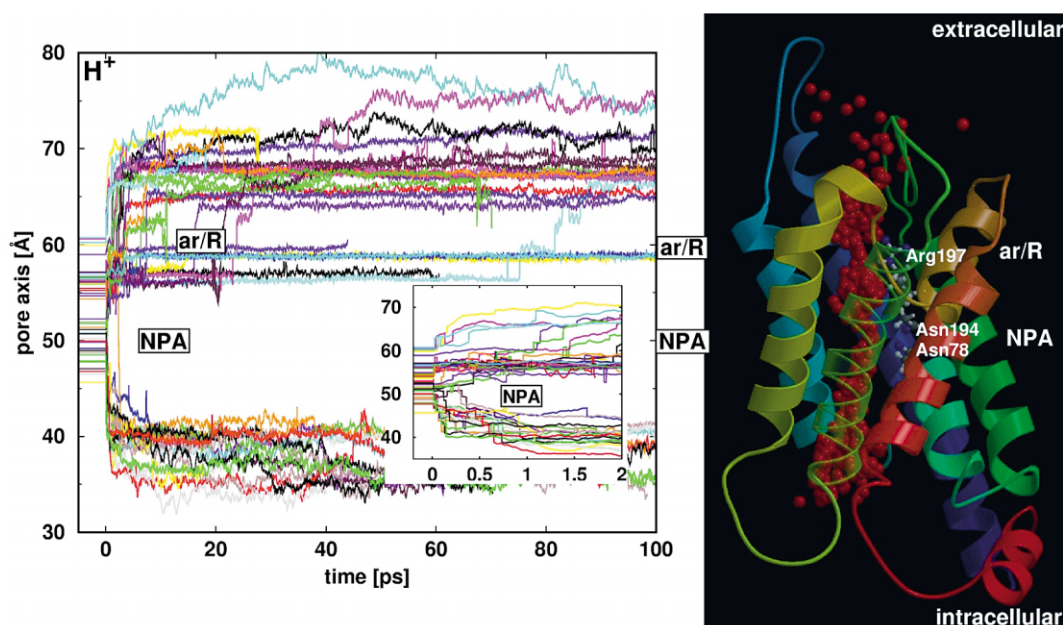 H+
80
70
60
50
40
30
pore axis [Å]
0
20
40
60
80
100
time [ps]
ar/R
NPA
70
60
50
40
0
0.5
1
1.5
2
NPA
ar/R
NPA
extracellular
Arg197
ar/R
Asn194
Asn78
NPA
intracellular